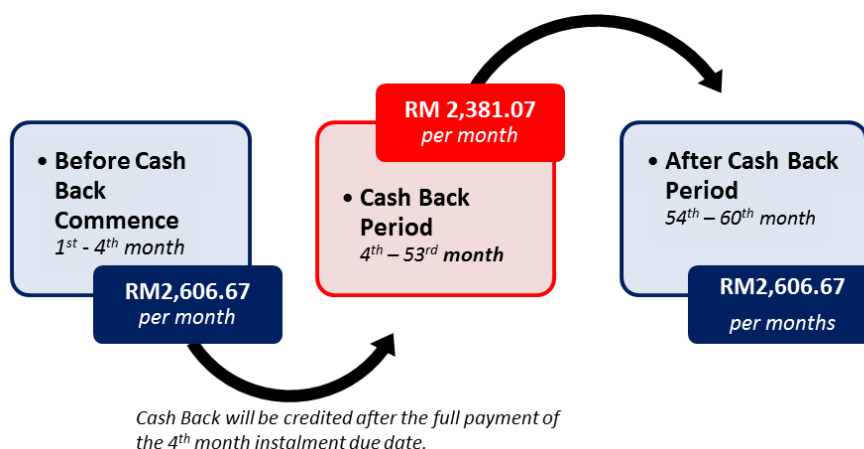 • Before Cash
Back
Commence
1st - 4th month
RM2,606.67
per month
RM 2,381.07
per month
• Cash Back
Period
4th – 53rd month
• After Cash Back
Period
54th – 60th month
RM2,606.67
per months
Cash Back will be credited after the full payment of
the 4th month instalment due date.